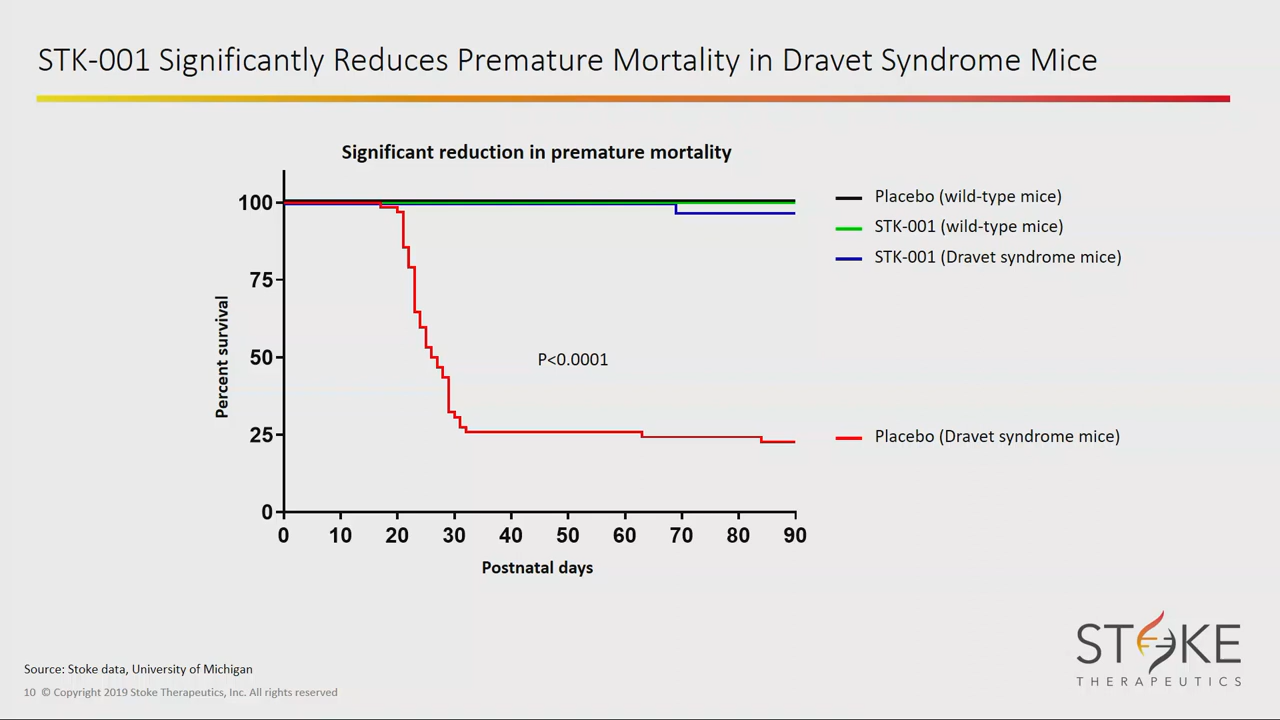 STK-001 Significantly Reduces Premature Mortality in Dravet Syndrome Mice
Significant reduction in premature mortality
100
75
50
25
0
Percent survival
P<0.0001
0 10 20 30 40 50 60 70 80 90
Postnatal days
Placebo (wild-type mice)
STK-001 (wild-type mice)
STK-001 (Dravet syndrome mice)
Placebo (Dravet syndrome mice)
Source: Stoke data, University of Michigan
10 © Copyright 2019 Stoke Therapeutics, Inc. All rights reserved
STOKE
THERAPEUTICS